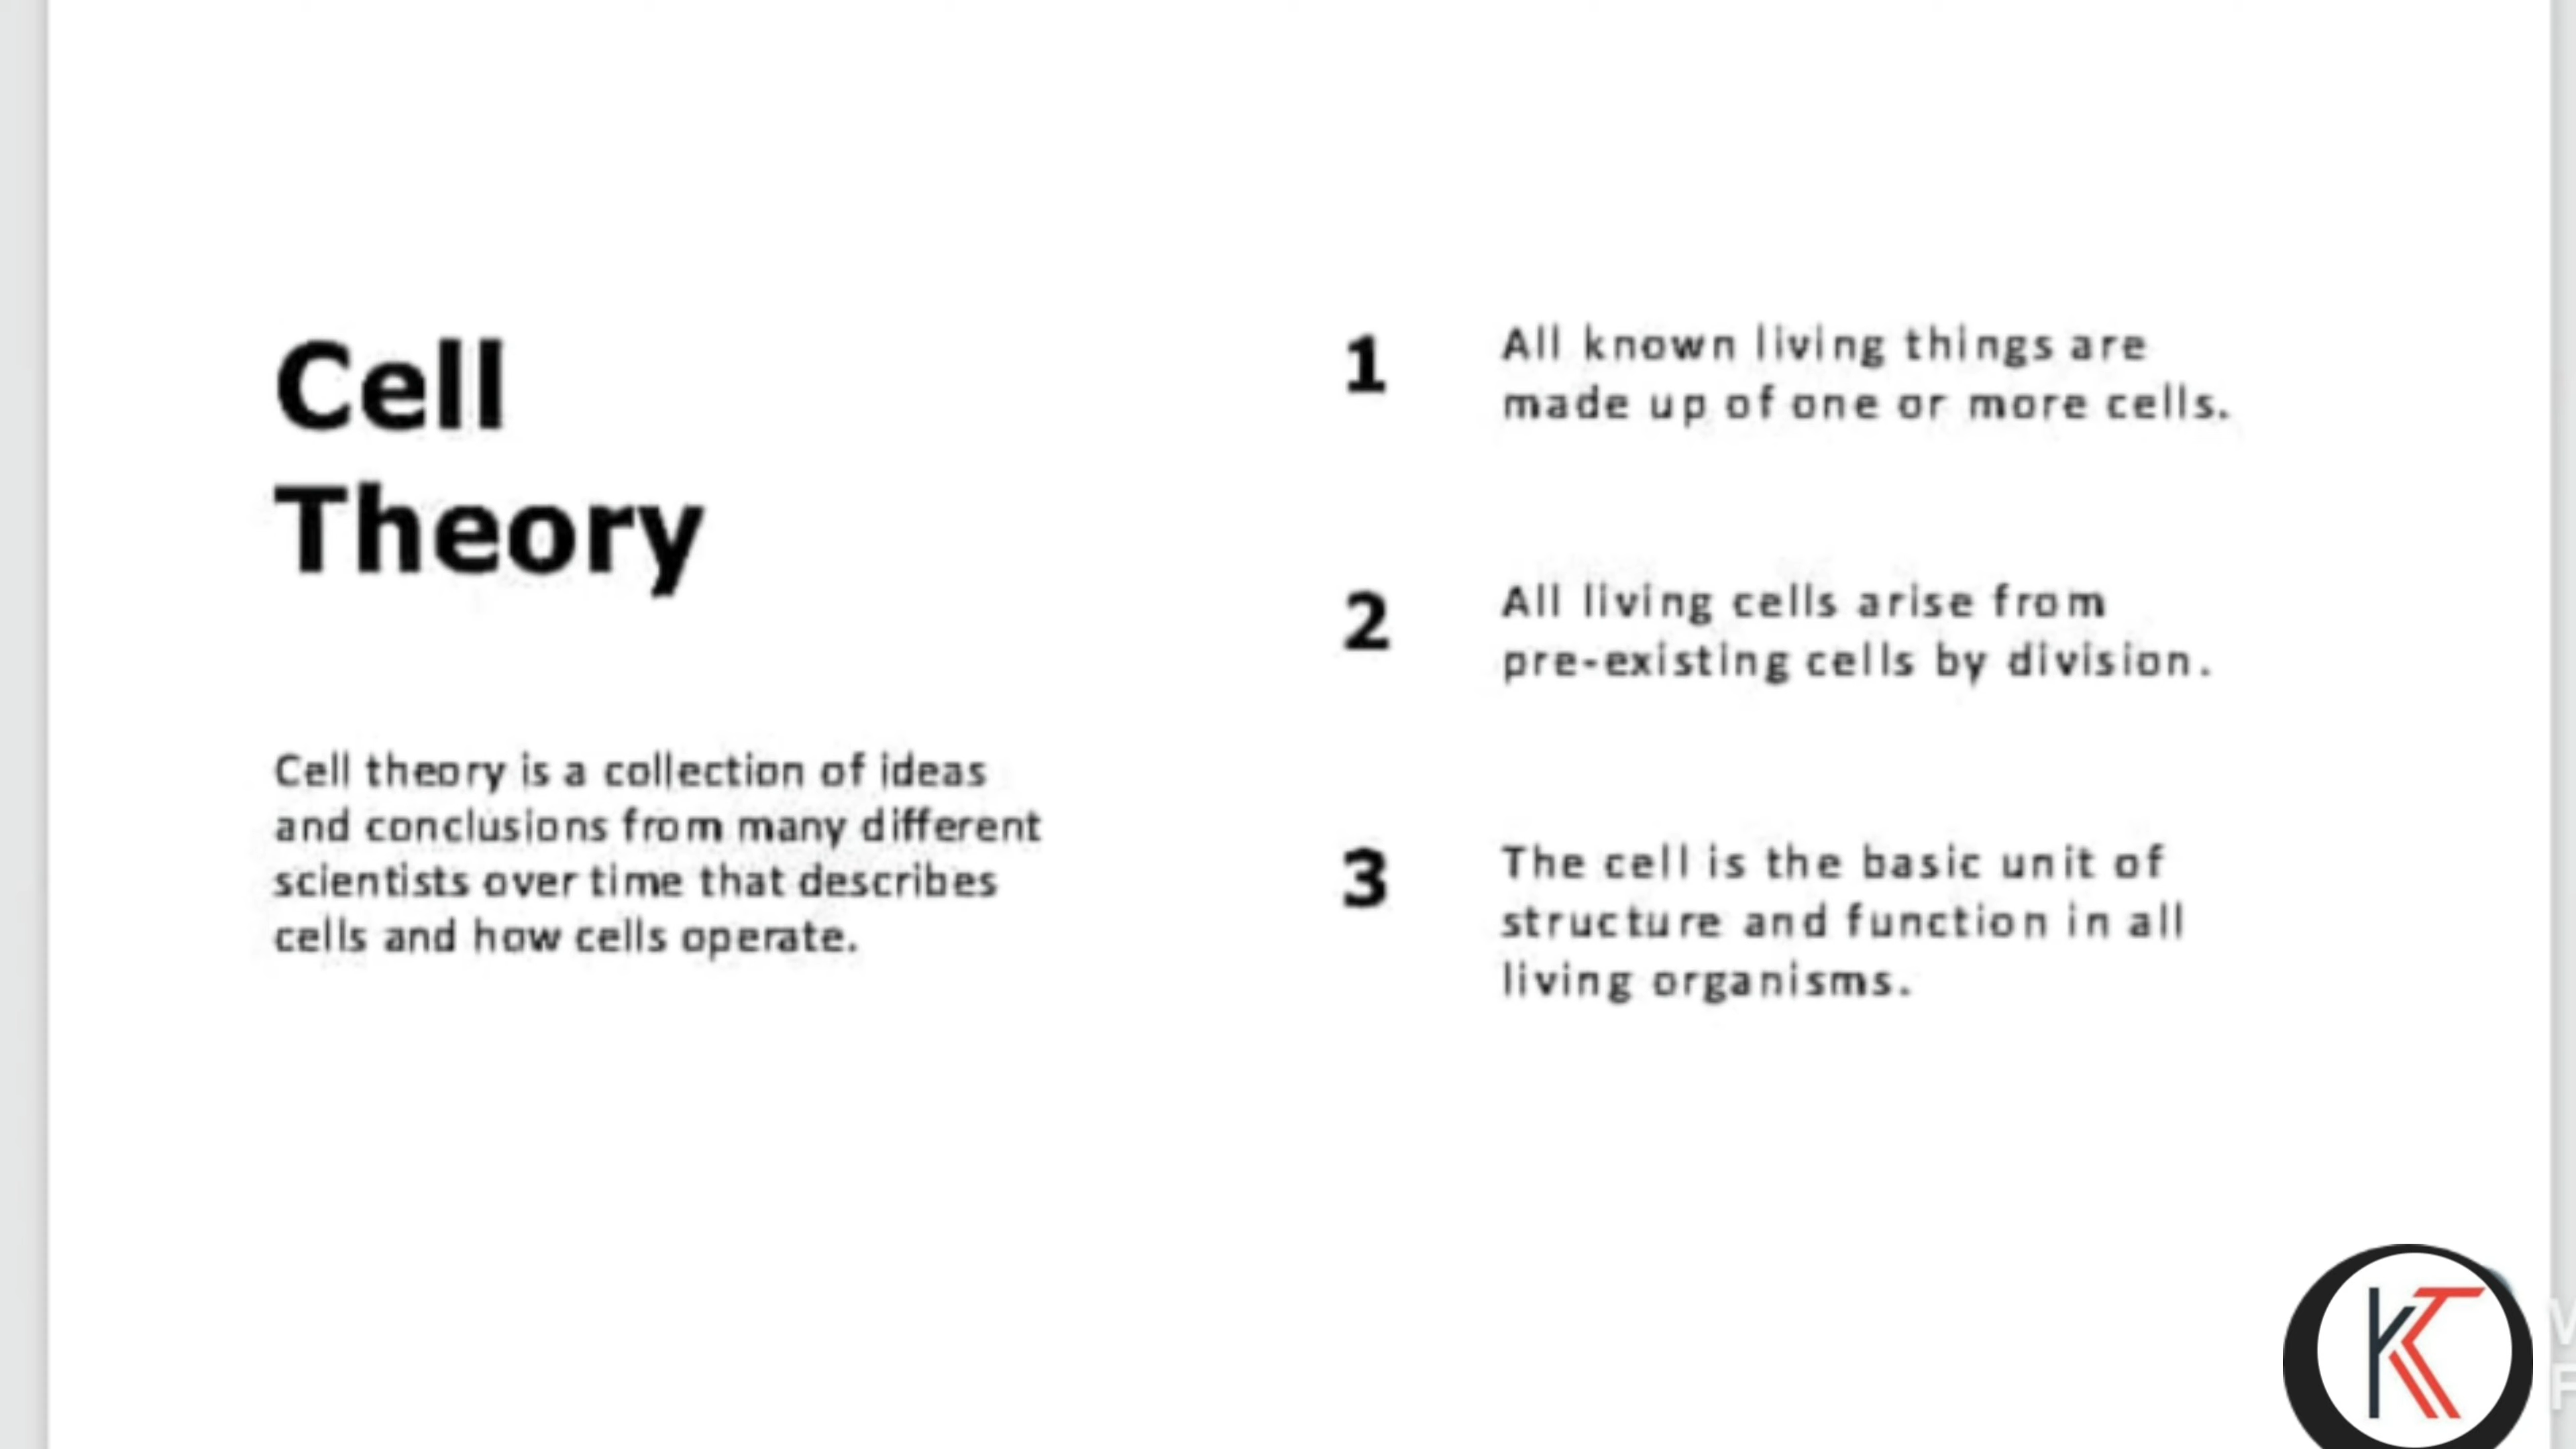 Cell
Theory
Cell theory is a collection of ideas
and conclusions from many different
scientists over time that describes
cells and how cells operate.
1
All known living things are
made up of one or more cells.
2
All living cells arise from
pre-existing cells by division.
3
The cell is the basic unit of
structure and function in all
living organisms.
KT